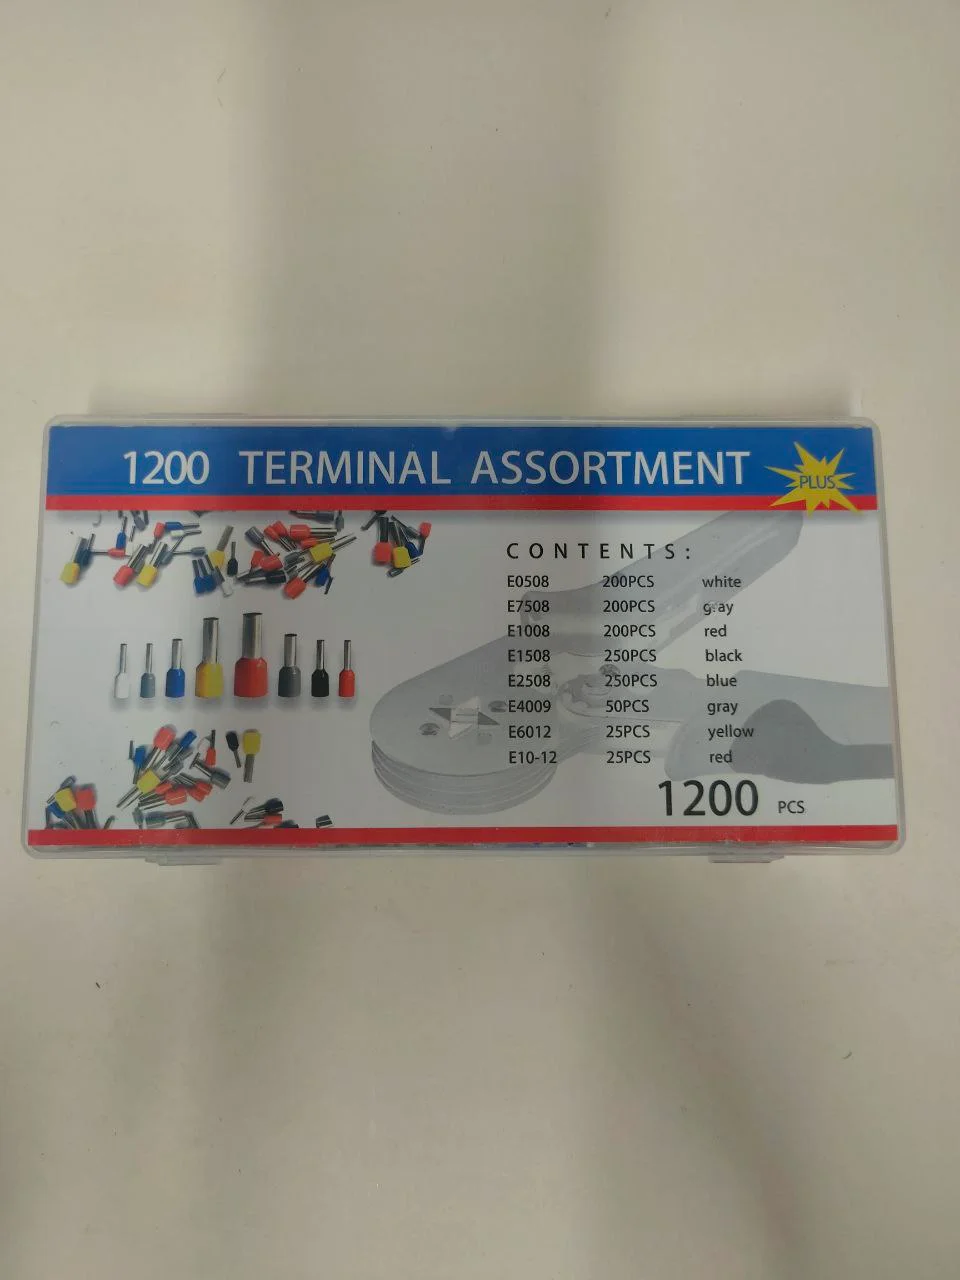 1200 TERMINAL ASSORTMENT PLUS
CONTENTS:
E0508 200PCS white
E7508 200PCS gray
E1008 200PCS red
E1508 250PCS black
E2508 250PCS blue
E4009 50PCS gray
E6012 25PCS yellow
E10-12 25PCS red
1200 PCS